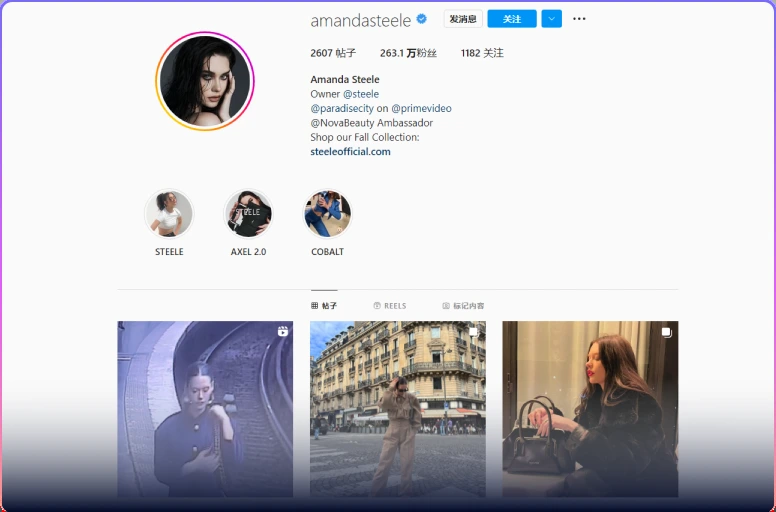 amandasteele 发消息 关注
2607 帖子 263.1 万粉丝 1182 关注
Amanda Steele
Owner @steele
@paradisecity on @primevideo
@NovaBeauty Ambassador
Shop our Fall Collection:
steeleofficial.com
STEELE
STEELE AXEL 2.0 COBALT
帖子 REELS 标记内容